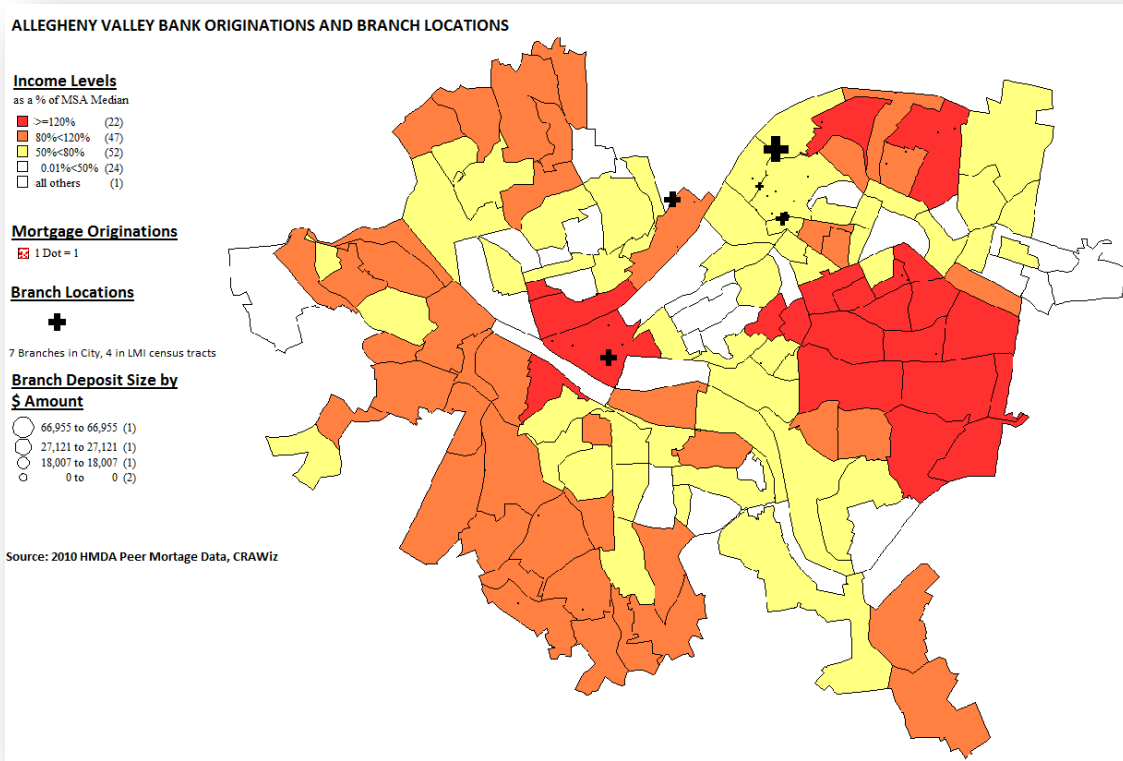 ALLEGHENY VALLEY BANK ORIGINATIONS AND BRANCH LOCATIONS
Income Levels
as a % of MSA Median
>=120% (22)
80%<120% (47)
50%<80% (52)
0.01%<50% (24)
all others (1)
Mortgage Originations
1 Dot = 1
Branch Locations
7 Branches in City, 4 in LMI census tracts
Branch Deposit Size by
$ Amount
66,955 to 66,955 (1)
27,121 to 27,121 (1)
18,007 to 18,007 (1)
0 to 0 (2)
Source: 2010 HMDA Peer Mortage Data, CRAWiz